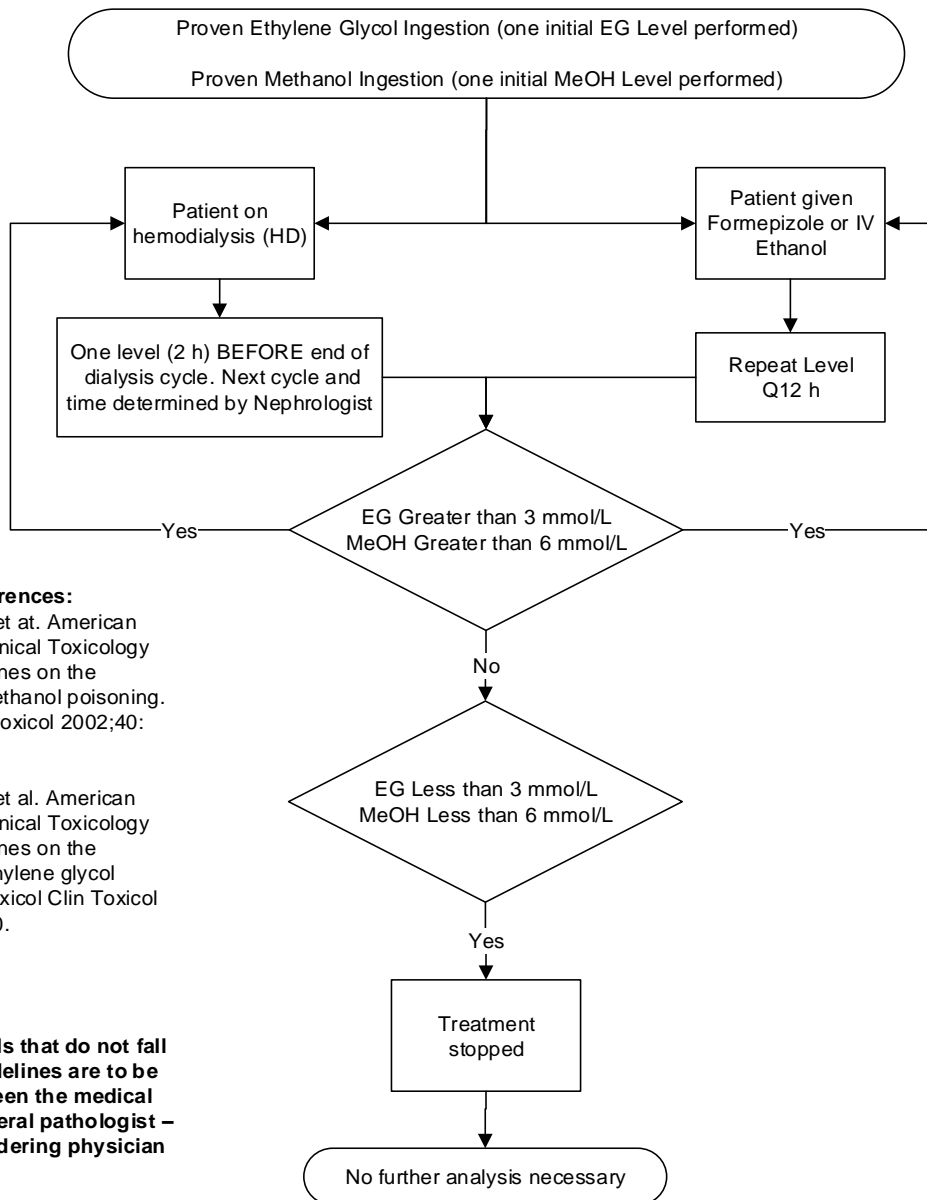 Proven Ethylene Glycol Ingestion (one initial EG Level performed)
Proven Methanol Ingestion (one initial MeOH Level performed)
Patient on
hemodialysis (HD)
Patient given
Formepizole or IV
Ethanol
One level (2 h) BEFORE end of
dialysis cycle. Next cycle and
time determined by Nephrologist
Repeat Level
Q12 h
EG Greater than 3 mmol/L
MeOH Greater than 6 mmol/L
Yes
Yes
No
EG Less than 3 mmol/L
MeOH Less than 6 mmol/L
Yes
Treatment
stopped
No further analysis necessary
rences:
et at. American
nical Toxicology
nes on the
ethanol poisoning.
oxicol 2002;40:
et al. American
nical Toxicology
nes on the
hylene glycol
xicol Clin Toxicol
0.
ls that do not fall
delines are to be
een the medical
eral pathologist –
dering physician